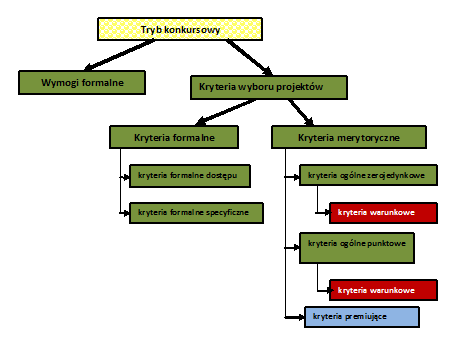 Tryb konkursowy
Wymogi formalne
Kryteria wyboru projektów
Kryteria formalne
Kryteria merytoryczne
kryteria formalne dostępu
kryteria ogólne zerojedynkowe
kryteria formalne specyficzne
kryteria warunkowe
kryteria ogólne punktowe
kryteria warunkowe
kryteria premiujące